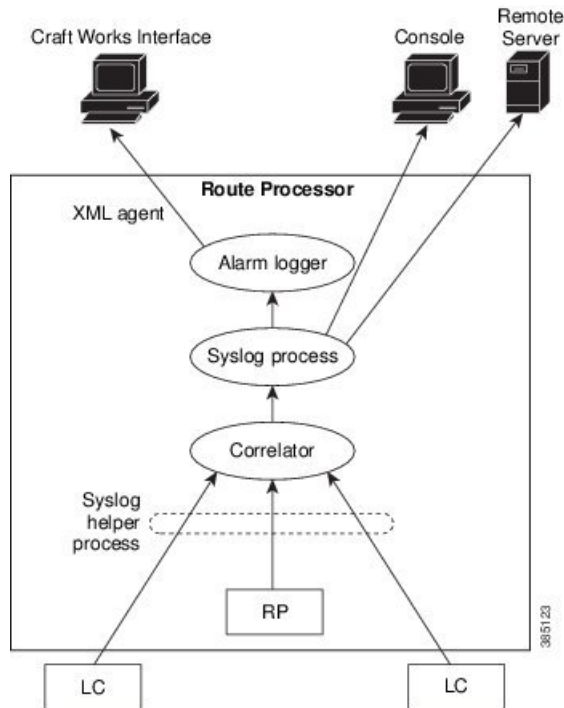 Craft Works Interface
Console
Remote
Server
Route Processor
XML agent
Alarm logger
Syslog process
Correlator
Syslog
helper
process
RP
LC
LC
385123